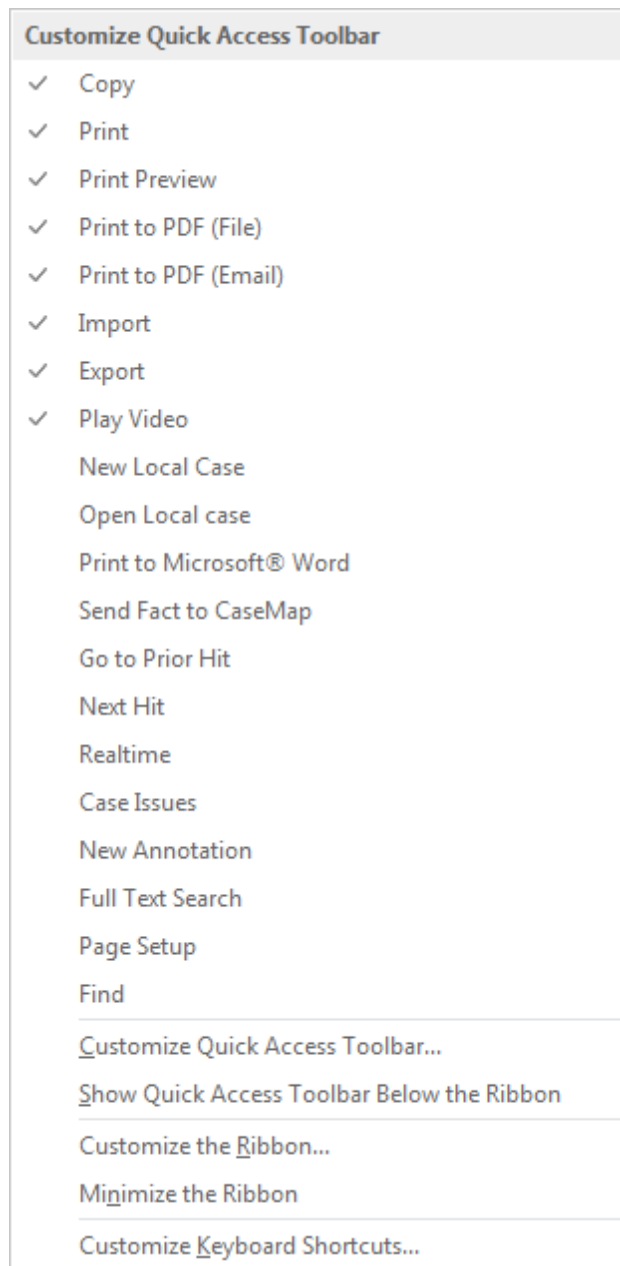 Customize Quick Access Toolbar
Copy
Print
Print Preview
Print to PDF (File)
Print to PDF (Email)
Import
Export
Play Video
New Local Case
Open Local case
Print to Microsoft® Word
Send Fact to CaseMap
Go to Prior Hit
Next Hit
Realtime
Case Issues
New Annotation
Full Text Search
Page Setup
Find
Customize Quick Access Toolbar...
Show Quick Access Toolbar Below the Ribbon
Customize the Ribbon...
Minimize the Ribbon
Customize Keyboard Shortcuts...